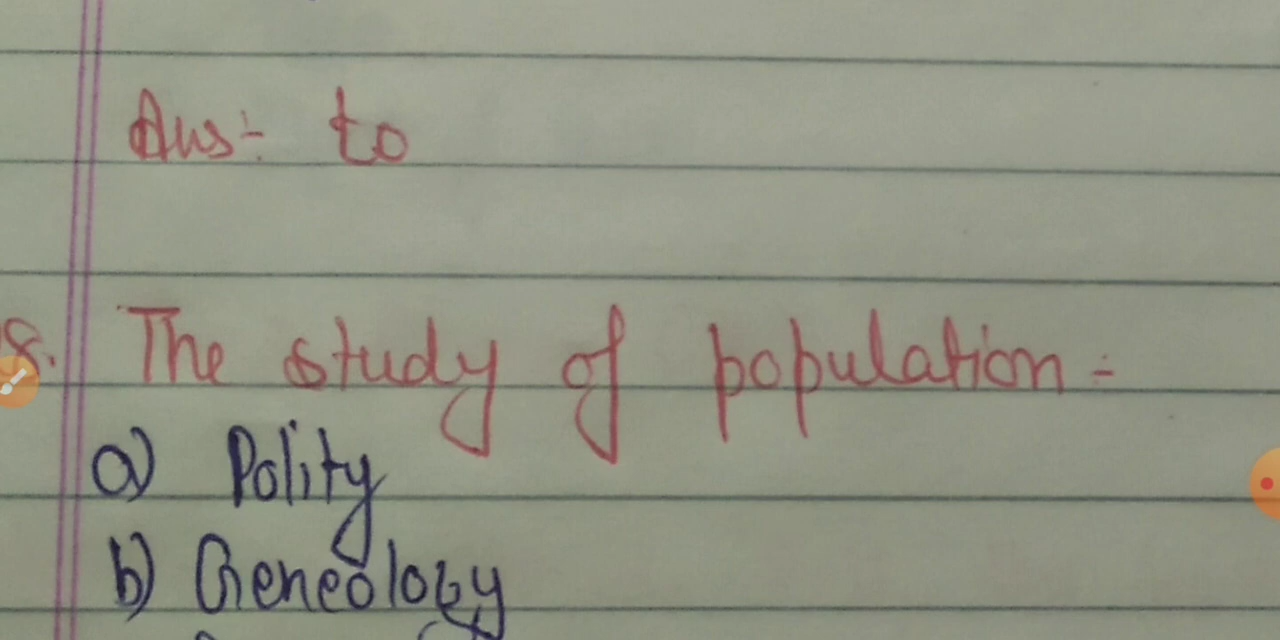 Ans:- to
8. The study of population :-
a) Polity
b) Geneology